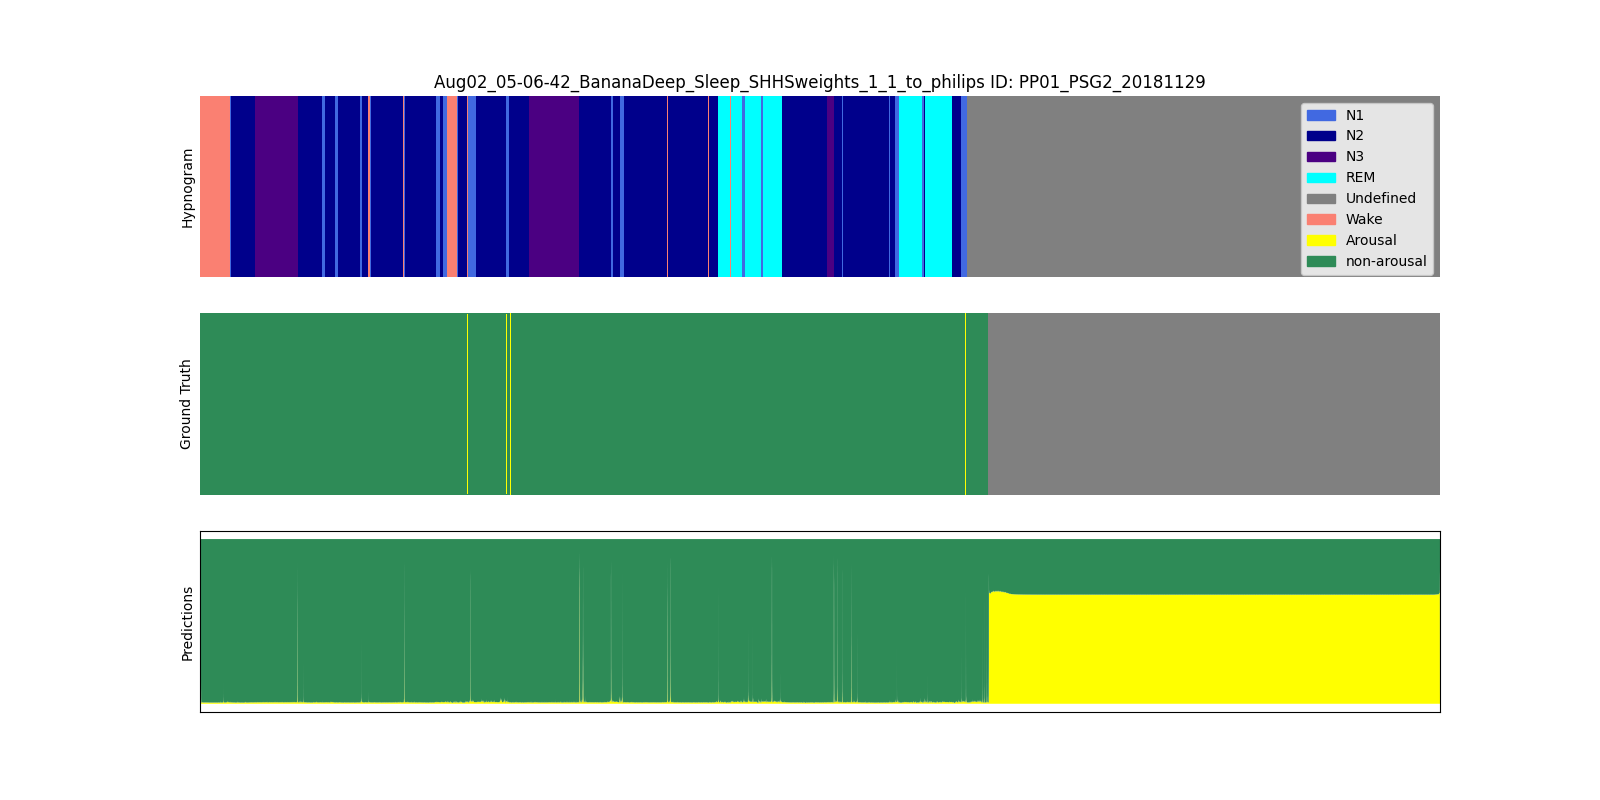 Aug02_05-06-42_BananaDeep_Sleep_SHHSweights_1_1_to_philips ID: PP01_PSG2_20181129
Hypnogram
N1
N2
N3
REM
Undefined
Wake
Arousal
non-arousal
Ground Truth
Predictions